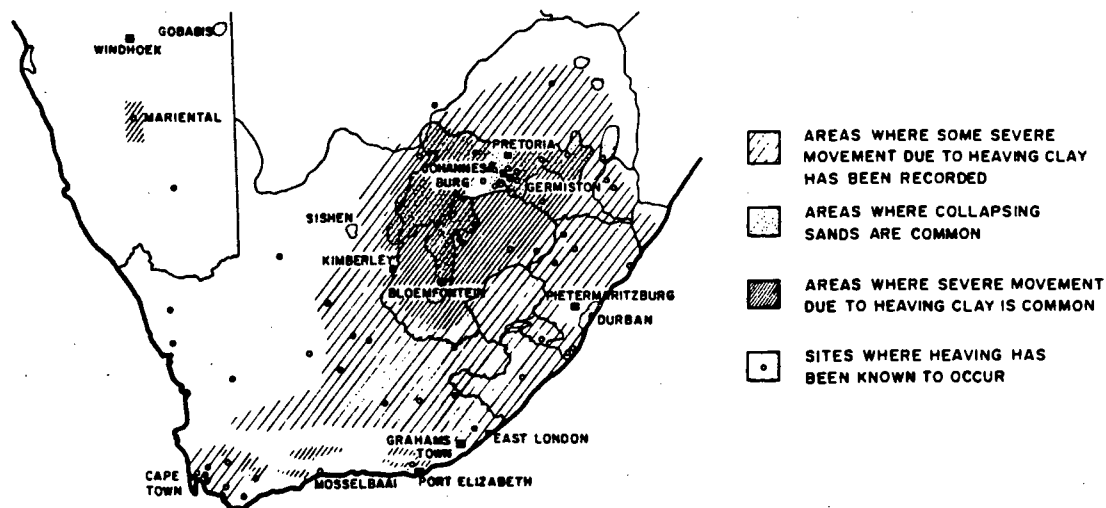 GOBABIS
WINDHOEK
MARIENTAL
PRETORIA
JOHANNES
BURG
GERMISTON
SISHEN
KIMBERLEY
BLOEMFONTEIN
PIETERMARITZBURG
DURBAN
GRAHAMS
TOWN
EAST LONDON
CAPE
TOWN
MOSSELBAAI
PORT ELIZABETH
AREAS WHERE SOME SEVERE
MOVEMENT DUE TO HEAVING CLAY
HAS BEEN RECORDED
AREAS WHERE COLLAPSING
SANDS ARE COMMON
AREAS WHERE SEVERE MOVEMENT
DUE TO HEAVING CLAY IS COMMON
SITES WHERE HEAVING HAS
BEEN KNOWN TO OCCUR